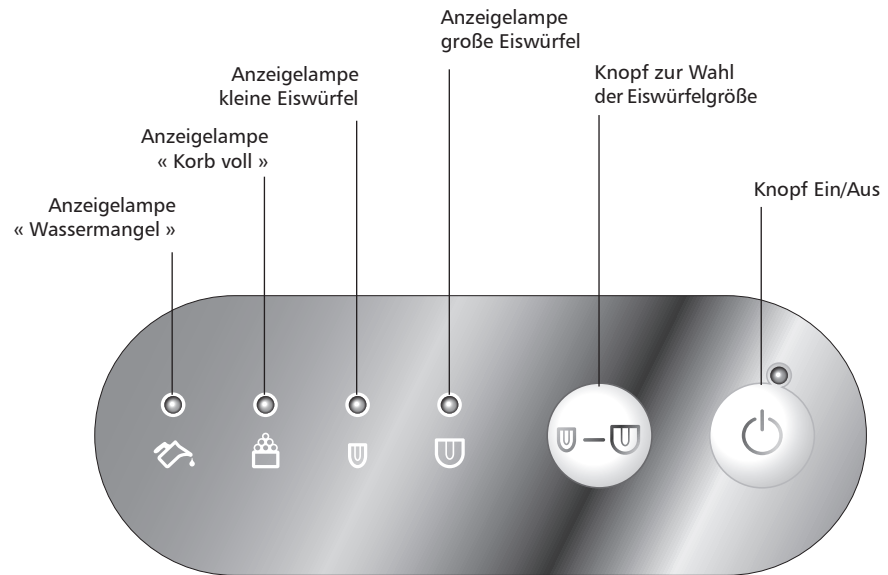 Anzeigelampe
große Eiswürfel
Anzeigelampe
kleine Eiswürfel
Knopf zur Wahl
der Eiswürfelgröße
Anzeigelampe
« Korb voll »
Knopf Ein/Aus
Anzeigelampe
« Wassermangel »